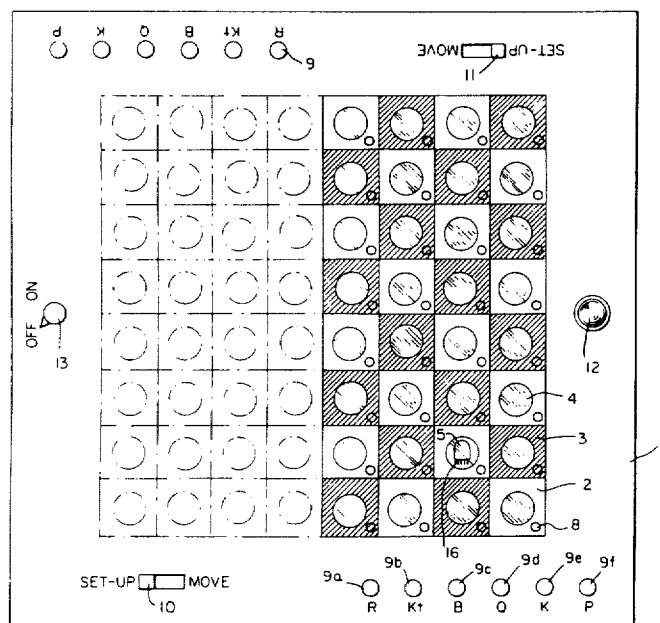 P K Q B Kt R
9
MOVE SET-UP
11
OFF ON
13
12
4
5
3
2
16
8
SET-UP MOVE
10
9a 9b 9c 9d 9e 9f
R Kt B Q K P